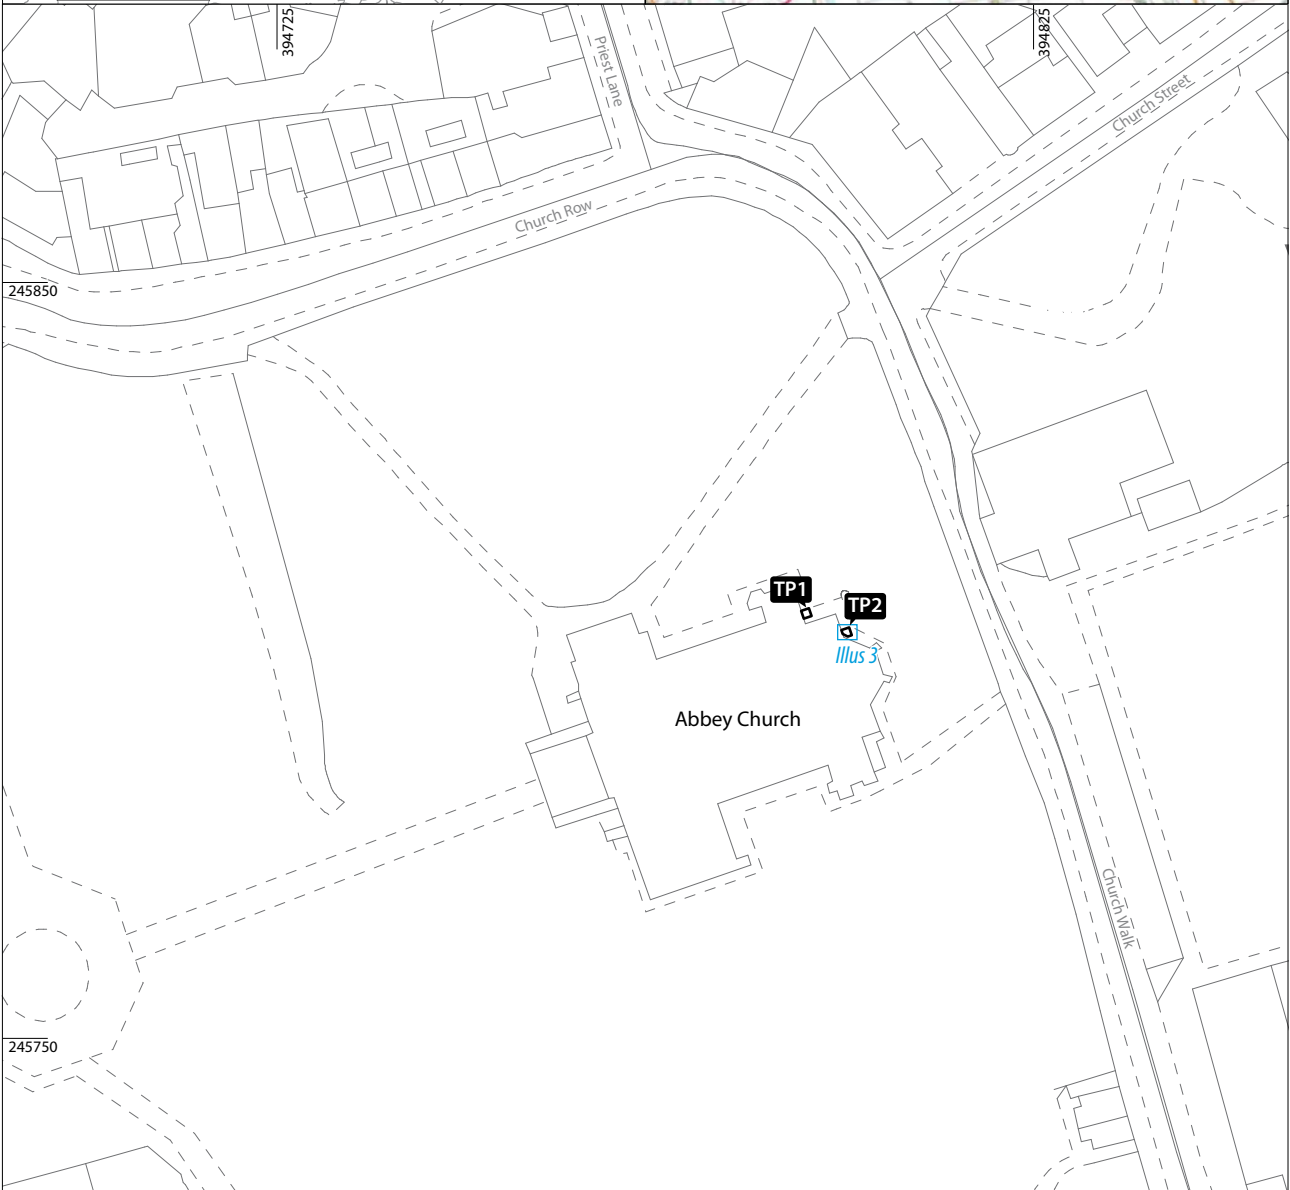 394725
394825
Priest Lane
Church Street
Church Row
245850
TP1
TP2
Illus 3
Abbey Church
Church Walk
245750